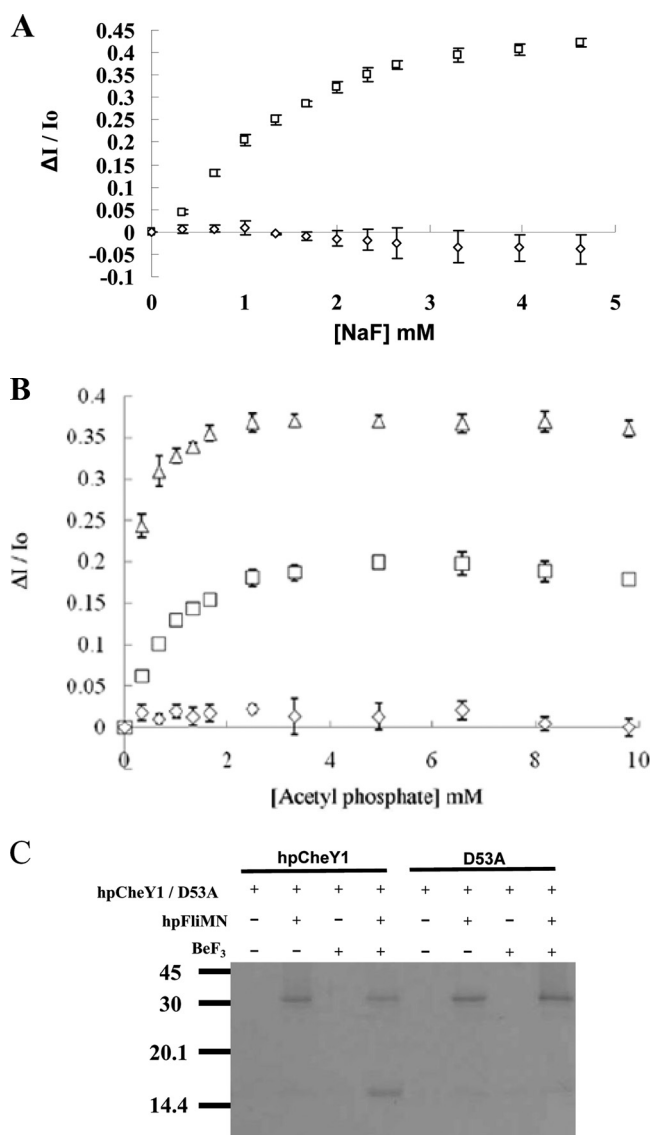 A
ΔI / Io
0.45
0.4
0.35
0.3
0.25
0.2
0.15
0.1
0.05
0
-0.05
-0.1
0 1 2 3 4 5
[NaF] mM
B
ΔI / Io
0.4
0.35
0.3
0.25
0.2
0.15
0.1
0.05
0
0 2 4 6 8 10
[Acetyl phosphate] mM
C
hpCheY1 D53A
hpCheY1 / D53A + + + + + + + +
hpFliMN - + - + - + - +
BeF3 - - + + - - + +
45
30
20.1
14.4